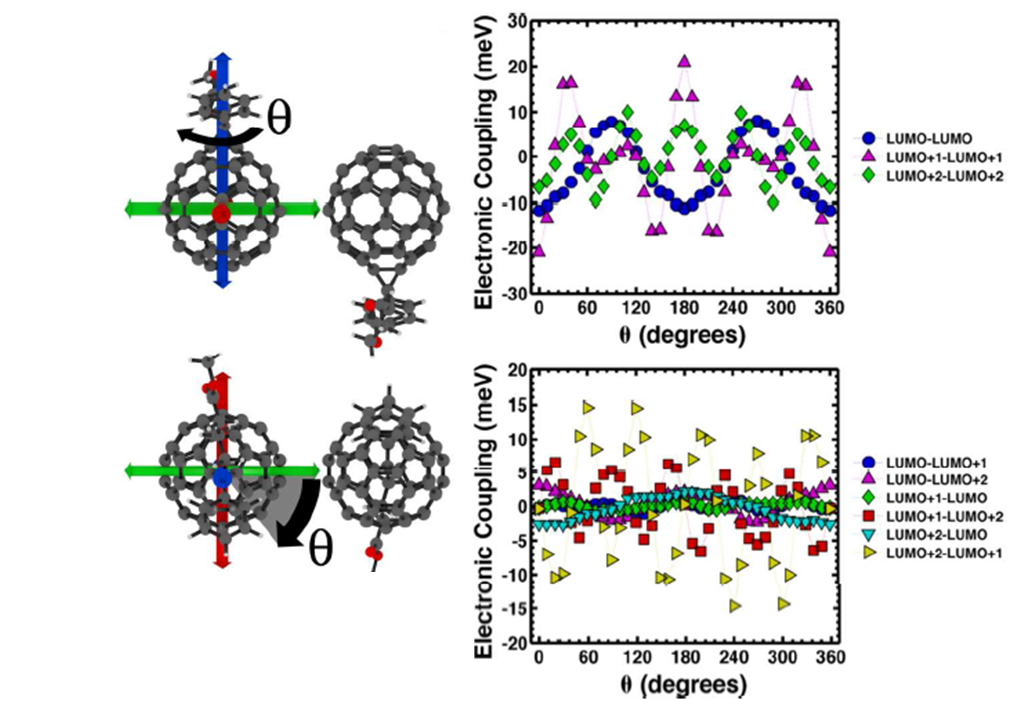 θ
θ
Electronic Coupling (meV)
30
20
10
0
-10
-20
-30
0 60 120 180 240 300 360
θ (degrees)
LUMO-LUMO
LUMO+1-LUMO+1
LUMO+2-LUMO+2
Electronic Coupling (meV)
20
15
10
5
0
-5
-10
-15
-20
0 60 120 180 240 300 360
θ (degrees)
LUMO-LUMO+1
LUMO-LUMO+2
LUMO+1-LUMO
LUMO+1-LUMO+2
LUMO+2-LUMO
LUMO+2-LUMO+1